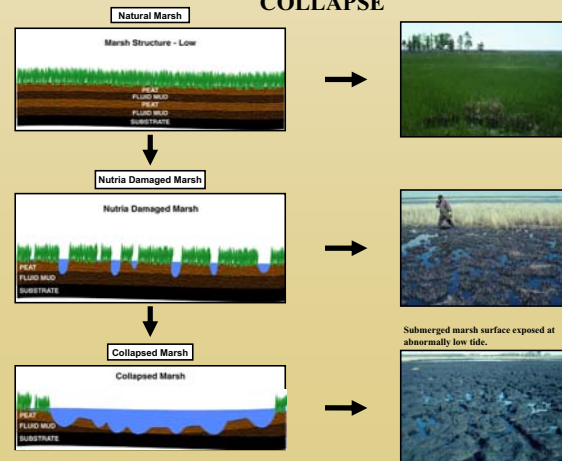 COLLAPSE
Natural Marsh
Marsh Structure - Low
PEAT
FLUID MUD
PEAT
FLUID MUD
SUBSTRATE
Nutria Damaged Marsh
Nutria Damaged Marsh
PEAT
FLUID MUD
SUBSTRATE
Submerged marsh surface exposed at
abnormally low tide.
Collapsed Marsh
Collapsed Marsh
PEAT
FLUID MUD
SUBSTRATE